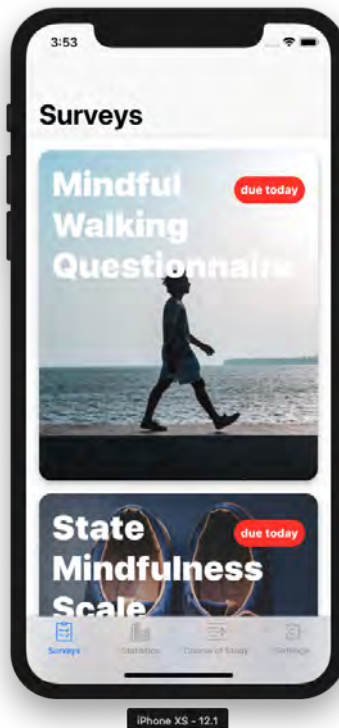 3:53
Surveys
Mindful
Walking
Questionnaire
due today
State
Mindfulness
Scale
due today
Surveys
Statistics
Course of Study
Settings
iPhone XS - 12.1